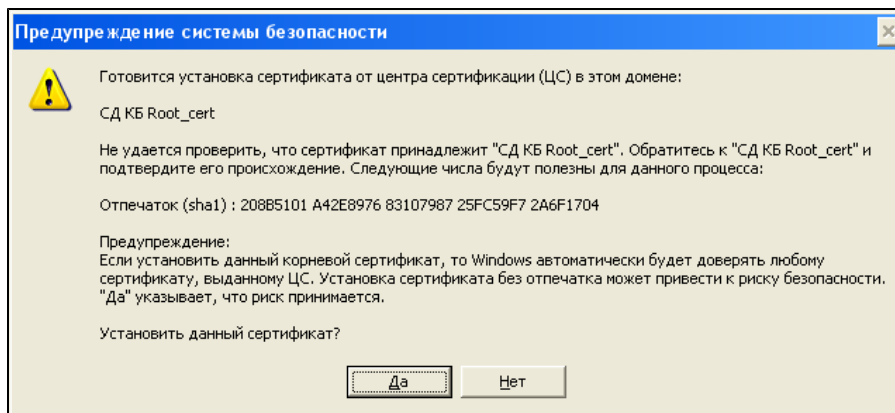 Предупреждение системы безопасности
Готовится установка сертификата от центра сертификации (ЦС) в этом домене:
СД КБ Root_cert
Не удается проверить, что сертификат принадлежит "СД КБ Root_cert". Обратитесь к "СД КБ Root_cert" и
подтвердите его происхождение. Следующие числа будут полезны для данного процесса:
Отпечаток (sha1) : 208B5101 A42E8976 83107987 25FC59F7 2A6F1704
Предупреждение:
Если установить данный корневой сертификат, то Windows автоматически будет доверять любому
сертификату, выданному ЦС. Установка сертификата без отпечатка может привести к риску безопасности.
"Да" указывает, что риск принимается.
Установить данный сертификат?
Да
Нет